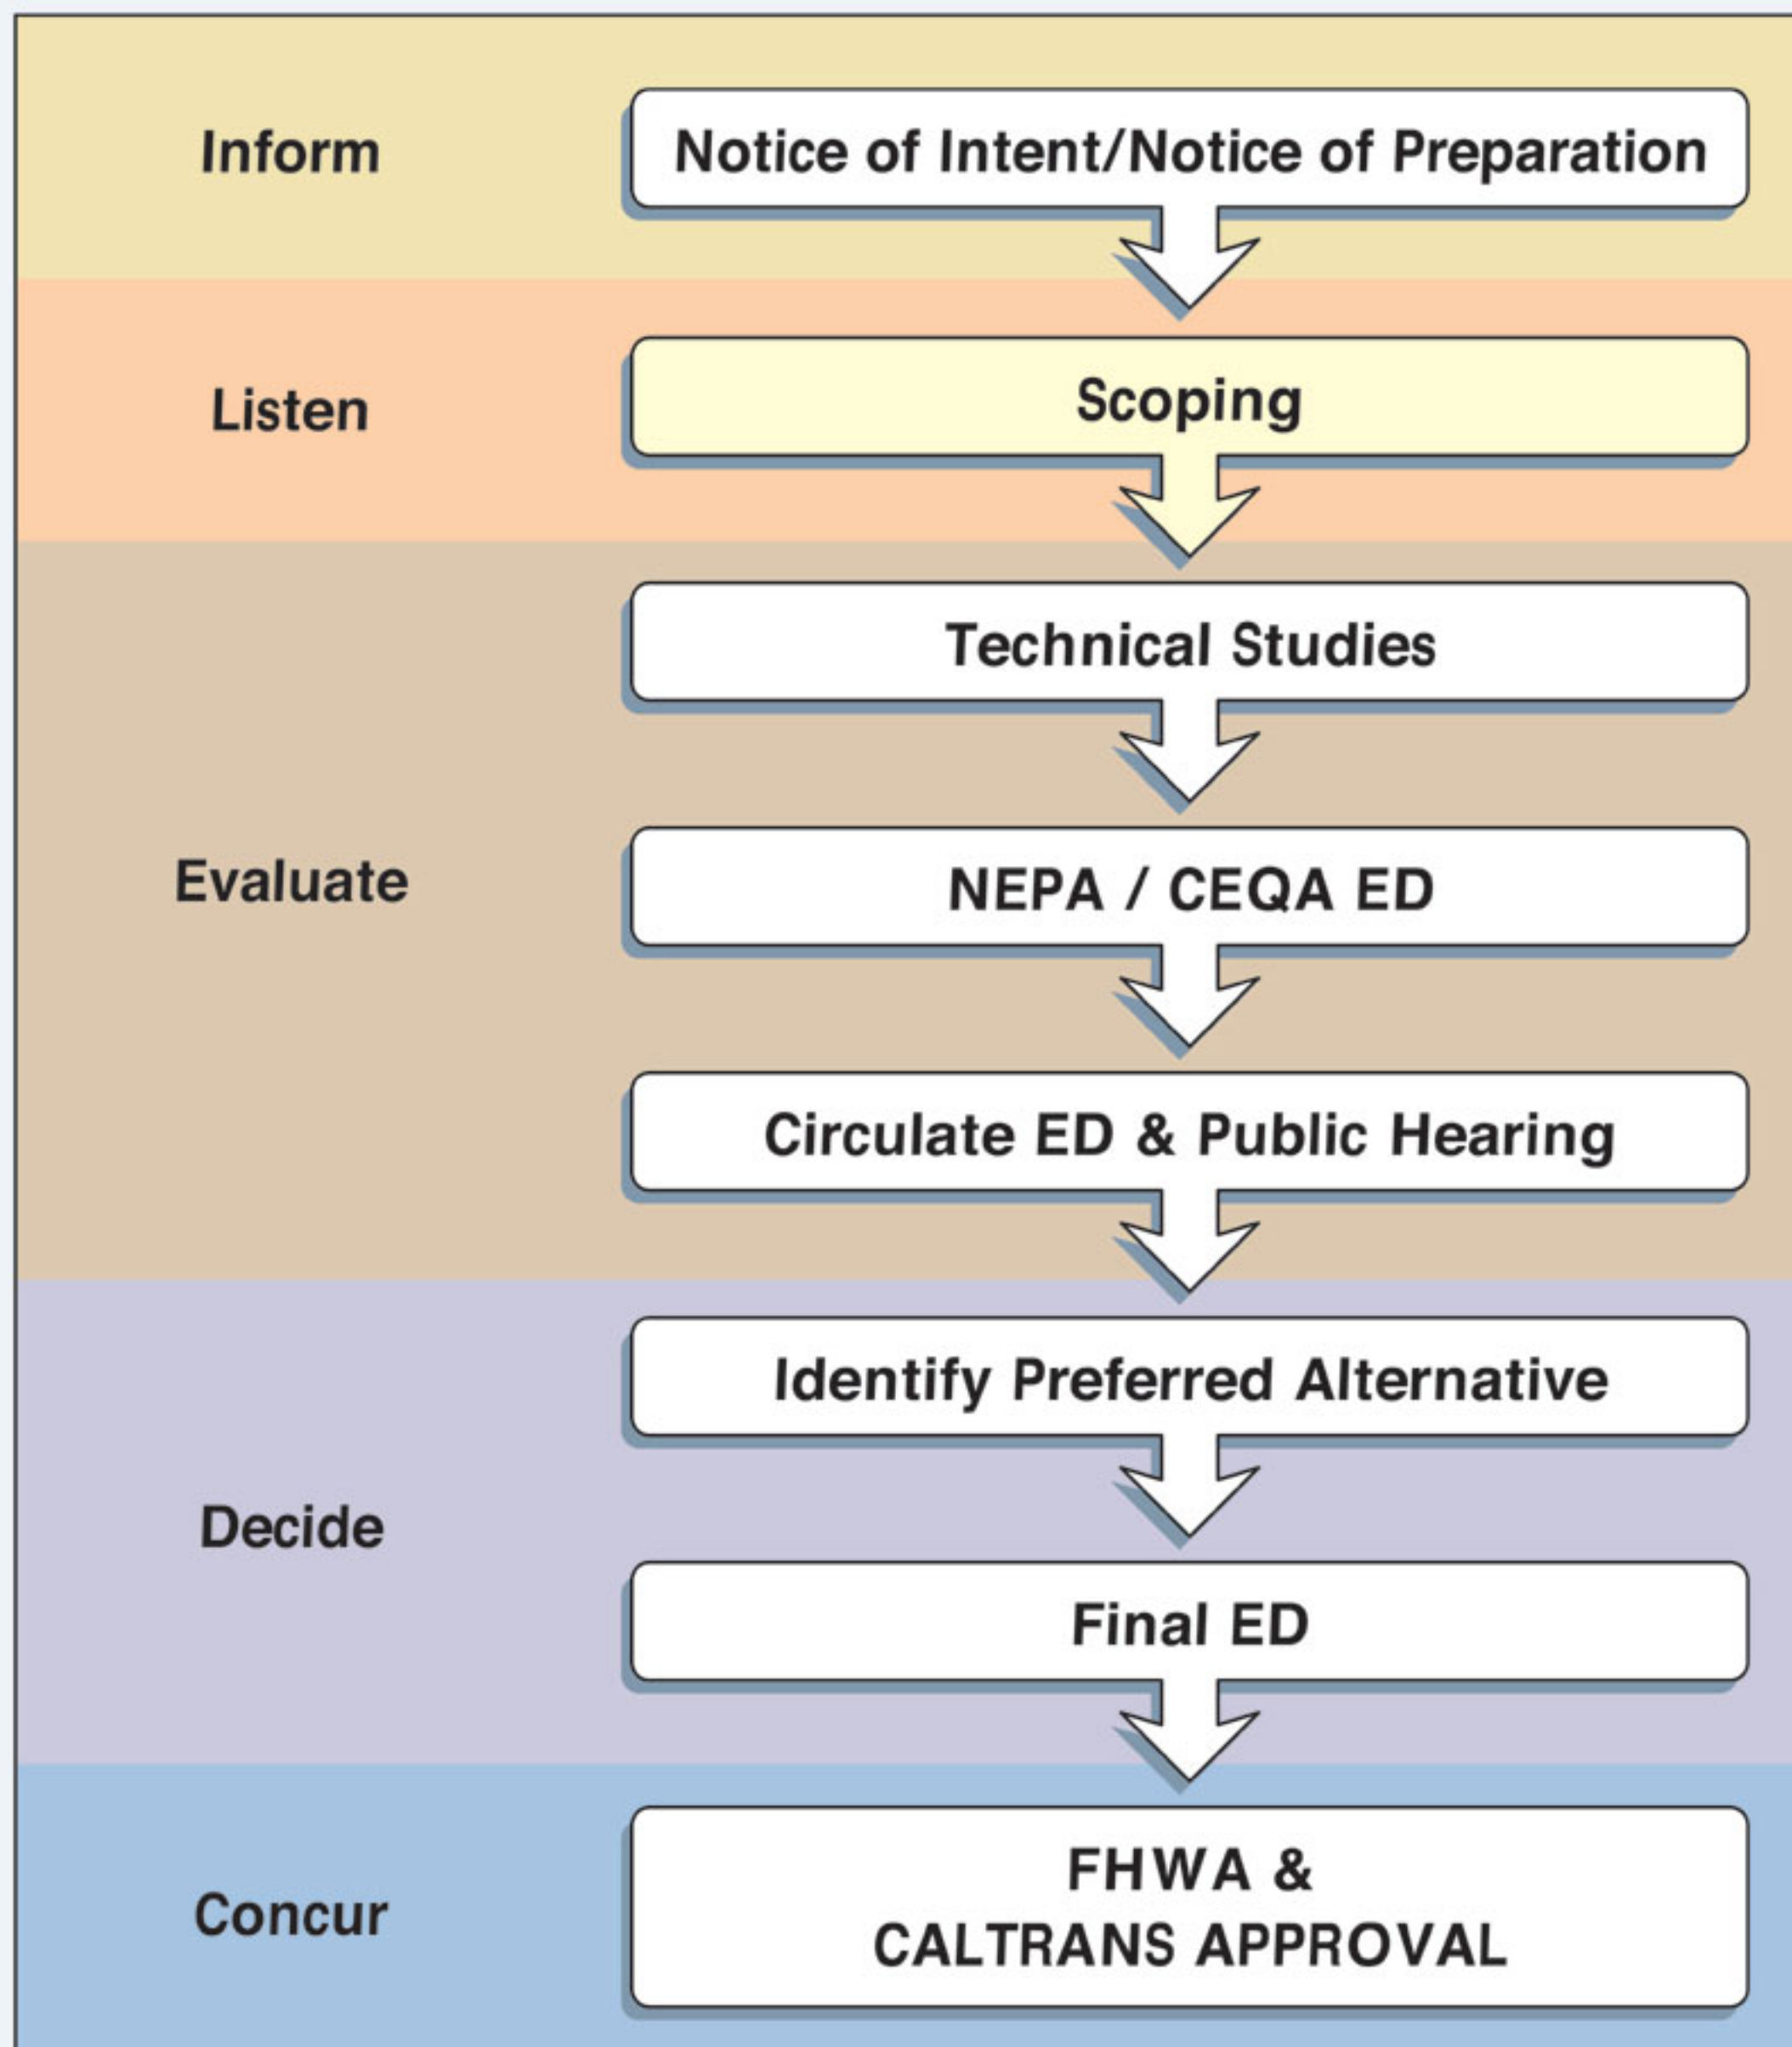 Inform
Notice of Intent/Notice of Preparation
Listen
Scoping
Technical Studies
Evaluate
NEPA / CEQA ED
Circulate ED & Public Hearing
Identify Preferred Alternative
Decide
Final ED
Concur
FHWA &
CALTRANS APPROVAL